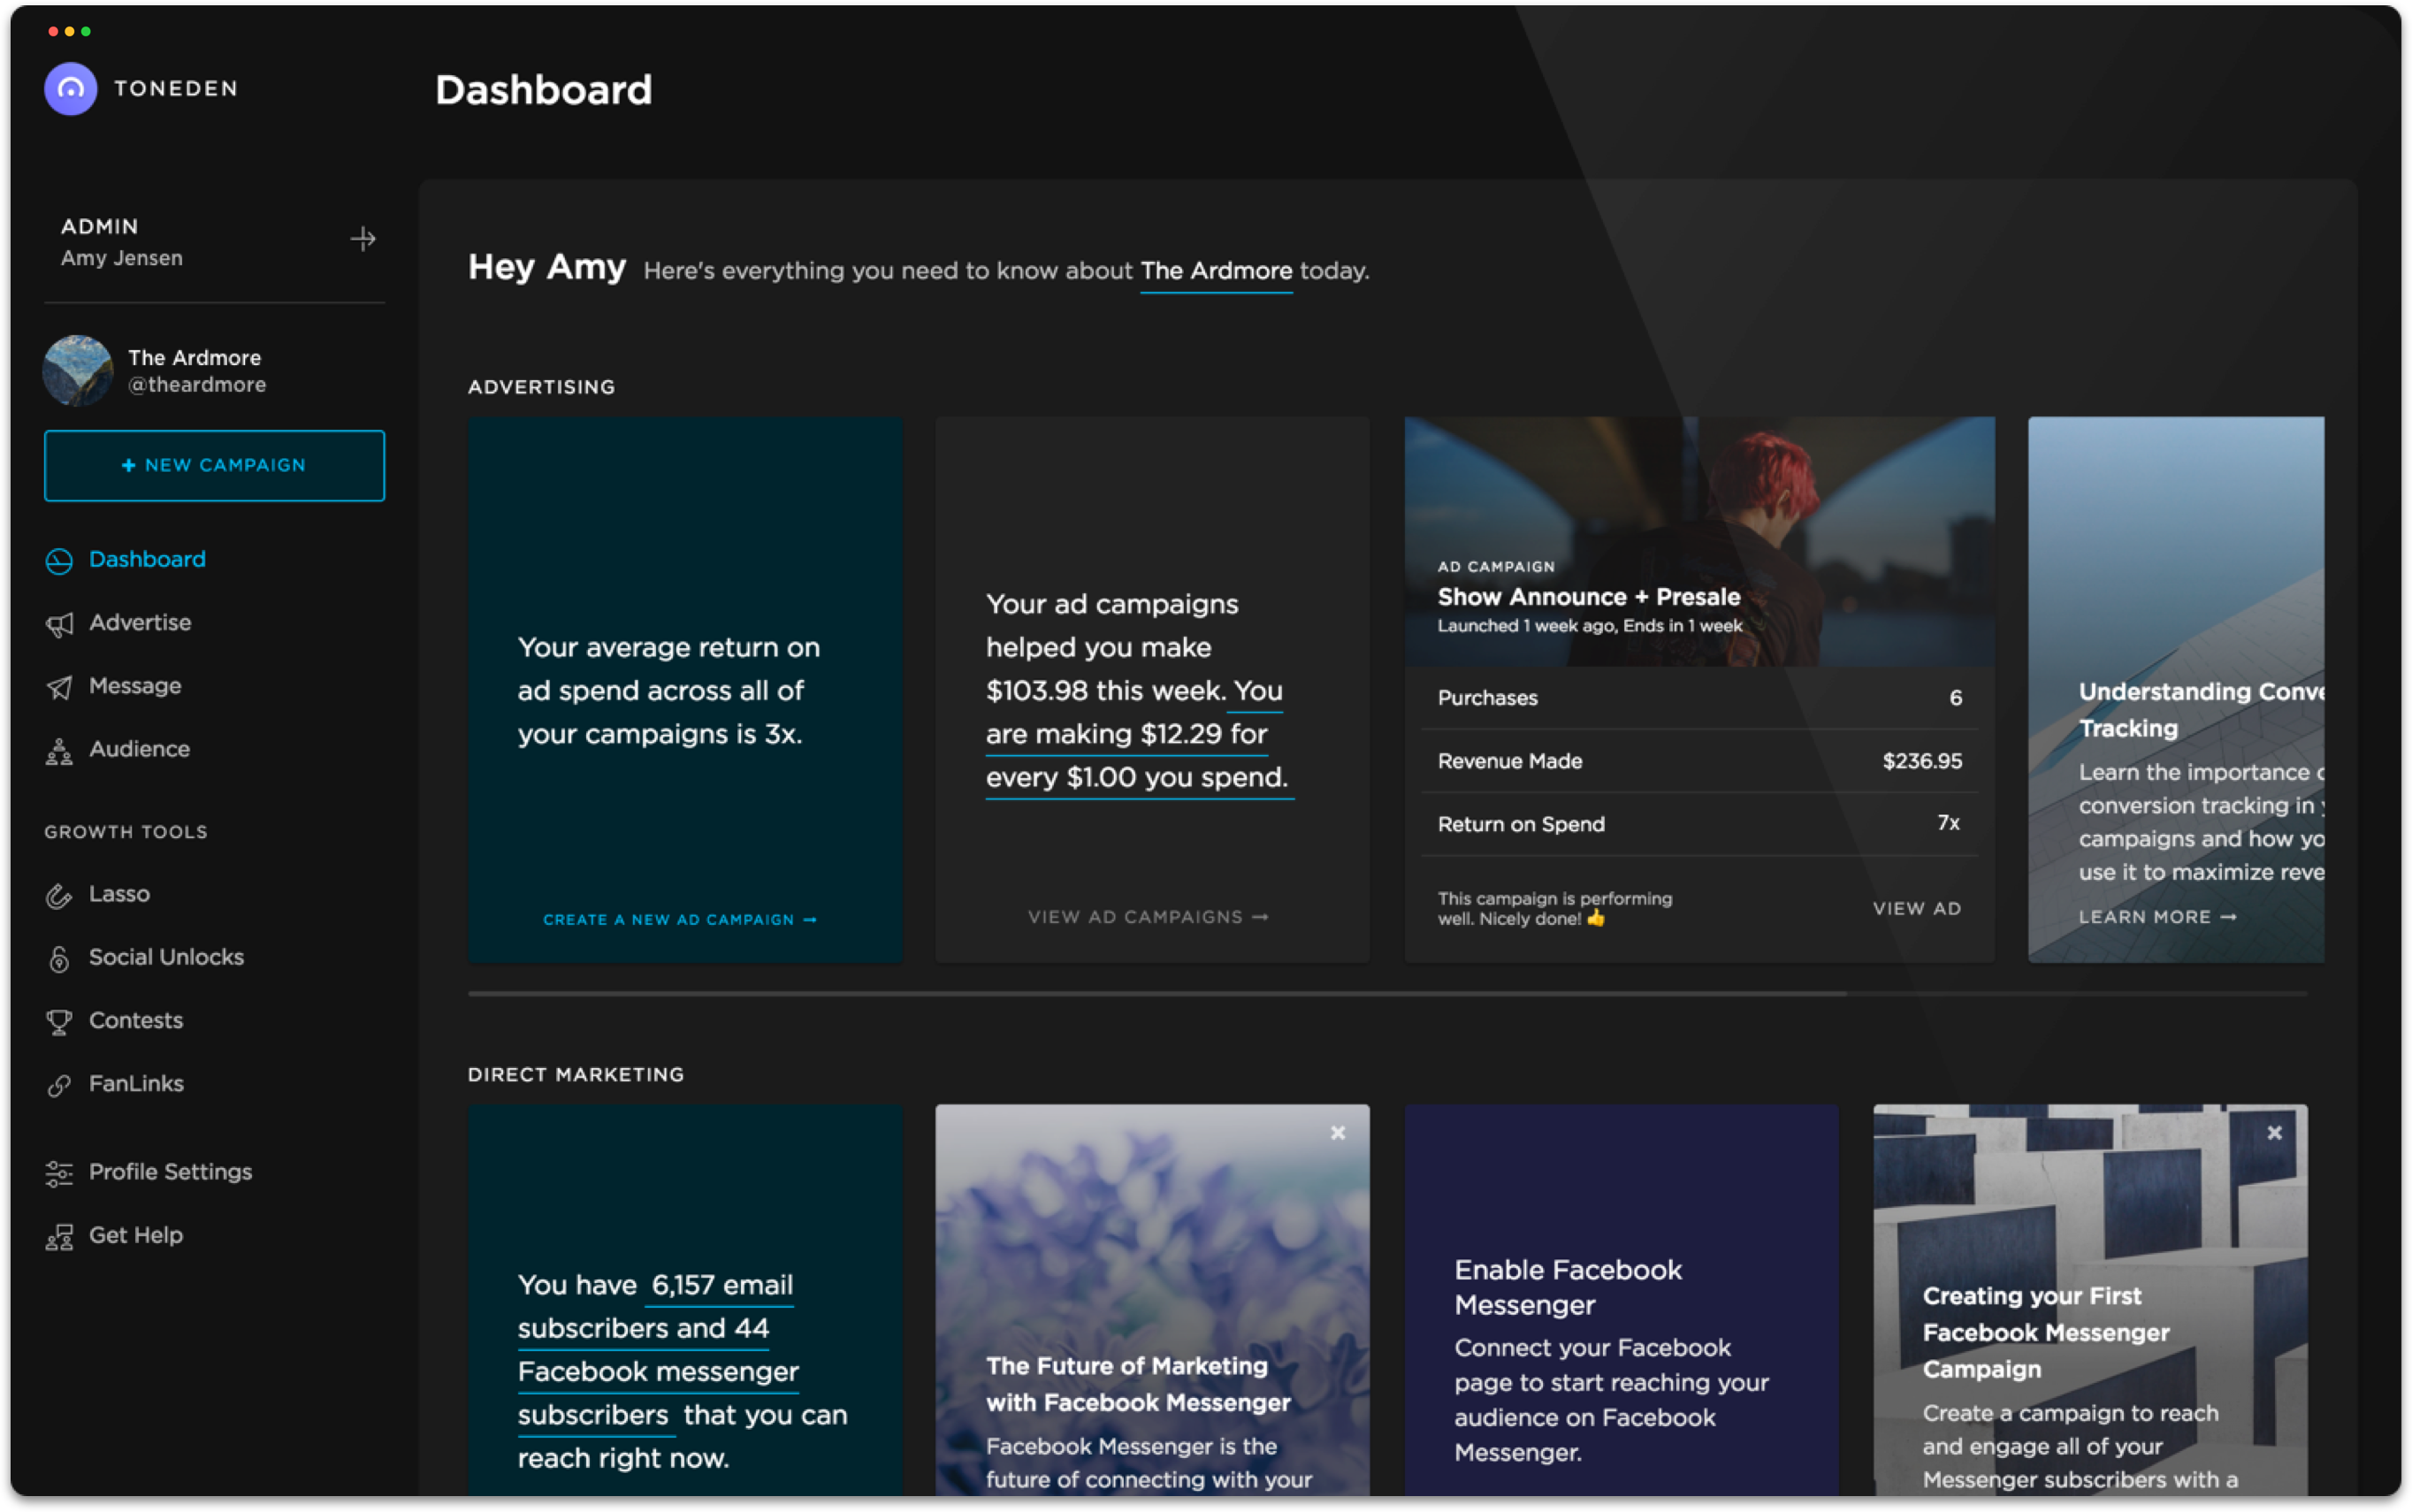 TONEDEN
Dashboard
ADMIN
Amy Jensen
The Ardmore
@theardmore
+ NEW CAMPAIGN
Dashboard
Advertise
Message
Audience
GROWTH TOOLS
Lasso
Social Unlocks
Contests
FanLinks
Profile Settings
Get Help
Hey Amy Here's everything you need to know about The Ardmore today.
ADVERTISING
Your average return on
ad spend across all of
your campaigns is 3x.
CREATE A NEW AD CAMPAIGN →
Your ad campaigns
helped you make
$103.98 this week. You
are making $12.29 for
every $1.00 you spend.
VIEW AD CAMPAIGNS →
AD CAMPAIGN
Show Announce + Presale
Launched 1 week ago, Ends in 1 week
Purchases 6
Revenue Made $236.95
Return on Spend 7x
This campaign is performing
well. Nicely done! 👍
VIEW AD
Understanding
Tracking
Learn the importance
conversion tracking in
campaigns and how
use it to maximize
LEARN MORE →
DIRECT MARKETING
You have 6,157 email
subscribers and 44
Facebook messenger
subscribers that you can
reach right now.
The Future of Marketing
with Facebook Messenger
Facebook Messenger is the
future of connecting with your
Enable Facebook
Messenger
Connect your Facebook
page to start reaching your
audience on Facebook
Messenger.
Creating your First
Facebook Messenger
Campaign
Create a campaign to reach
and engage all of your
Messenger subscribers with a